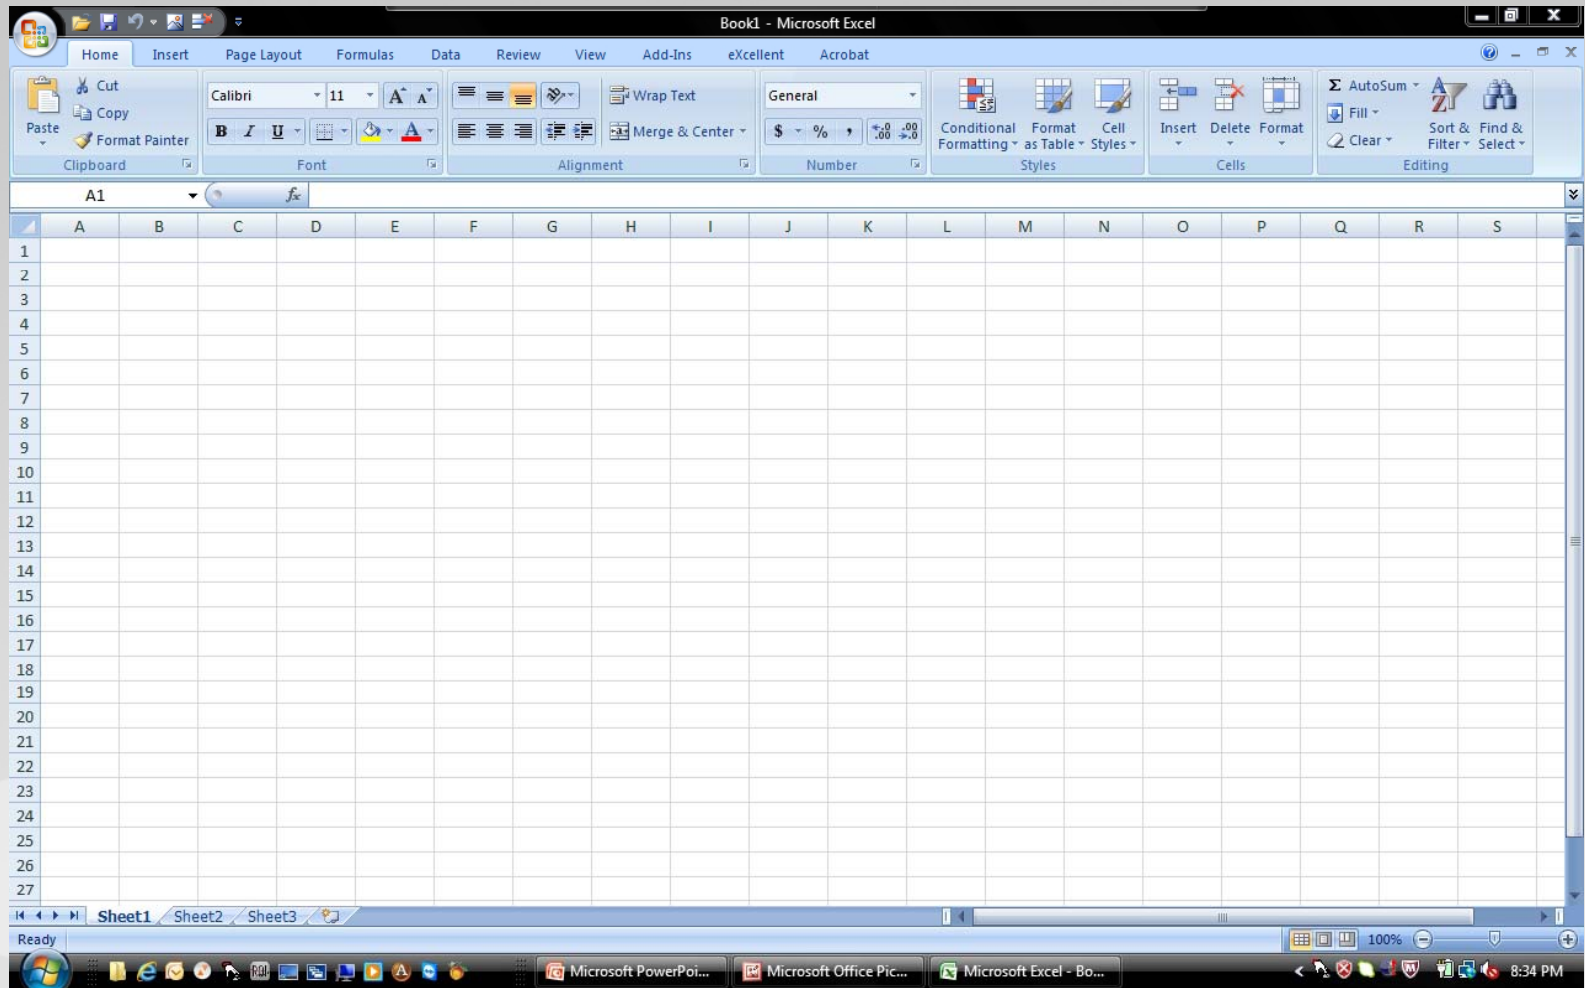 Book1 - Microsoft Excel
Home Insert Page Layout Formulas Data Review View Add-Ins eXcellent Acrobat
Paste
Cut
Copy
Format Painter
Clipboard
Calibri 11
B I U A
Font
Wrap Text
Merge & Center
Alignment
General
$ % ,
Number
Conditional Formatting
Format as Table
Cell Styles
Styles
Insert Delete Format
Cells
Σ AutoSum
Fill
Clear
Sort & Filter
Find & Select
Editing
A1 fx
A B C D E F G H I J K L M N O P Q R S
1
2
3
4
5
6
7
8
9
10
11
12
13
14
15
16
17
18
19
20
21
22
23
24
25
26
27
Sheet1 Sheet2 Sheet3
Ready 100%
Microsoft PowerPoi... Microsoft Office Pic... Microsoft Excel - Bo... 8:34 PM